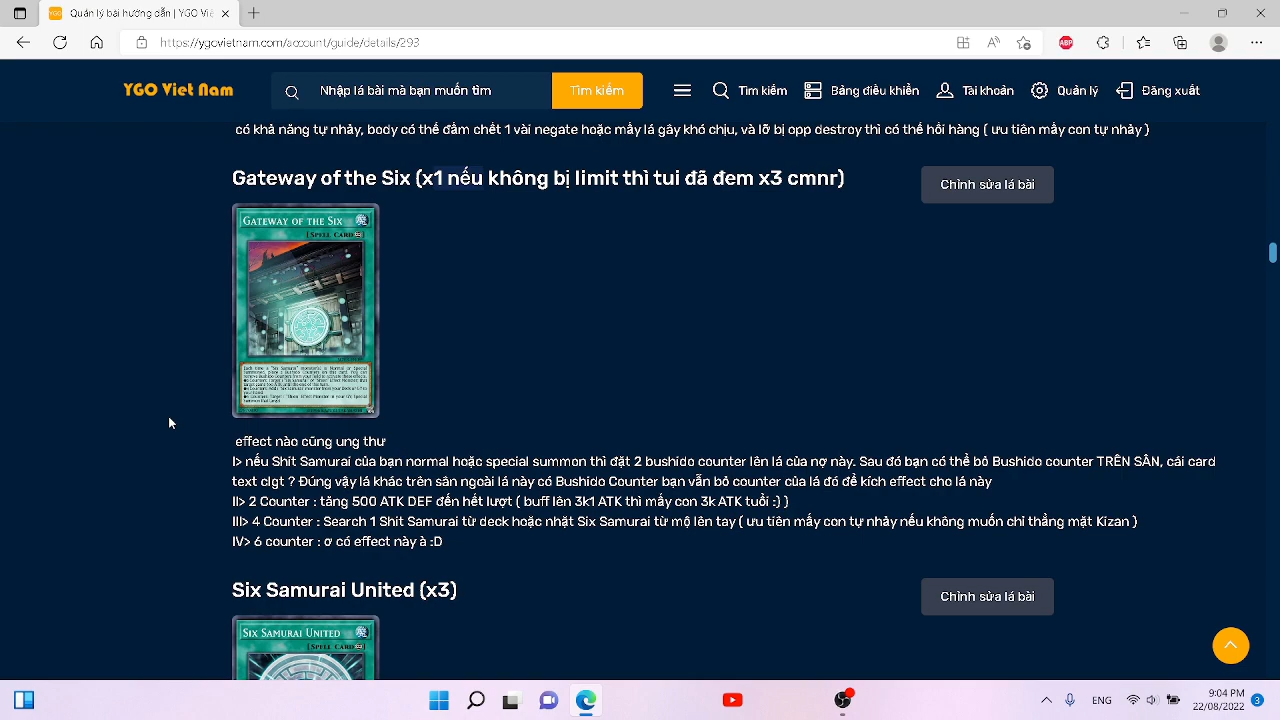 Quản lý bài hướng dẫn | YGO Vi
https://ygovietnam.com/account/guide/details/293
YGO Viet Nam
Nhập lá bài mà bạn muốn tìm
Tìm kiếm
Tìm kiếm
Bảng điều khiển
Tài khoản
Quản lý
Đăng xuất
có khả năng tự nhảy, body có thể đấm chết 1 vài negate hoặc mấy lá gây khó chịu, và lỡ bị opp destroy thì có thể hồi hàng ( ưu tiên mấy con tự nhảy )
Gateway of the Six (x1 nếu không bị limit thì tui đã đem x3 cmnr)
Chỉnh sửa lá bài
Gateway of the Six
[Spell Card]
effect nào cũng ung thư
I> nếu Shit Samurai của bạn normal hoặc special summon thì đặt 2 bushido counter lên lá của nợ này. Sau đó bạn có thể bỏ Bushido counter TRÊN SÂN, cái card
text clgt ? Đúng vậy lá khác trên sân ngoài lá này có Bushido Counter bạn vẫn bỏ counter của lá đó để kích effect cho lá này
II> 2 Counter : tăng 500 ATK DEF đến hết lượt ( buff lên 3k1 ATK thì mấy con 3k ATK tuổi :) )
III> 4 Counter : Search 1 Shit Samurai từ deck hoặc nhặt Six Samurai từ mộ lên tay ( ưu tiên mấy con tự nhảy nếu không muốn chỉ thẳng mặt Kizan )
IV> 6 counter : ơ có effect này à :D
Six Samurai United (x3)
Chỉnh sửa lá bài
Six Samurai United
[Spell Card]
ENG
9:04 PM
22/08/2022
3